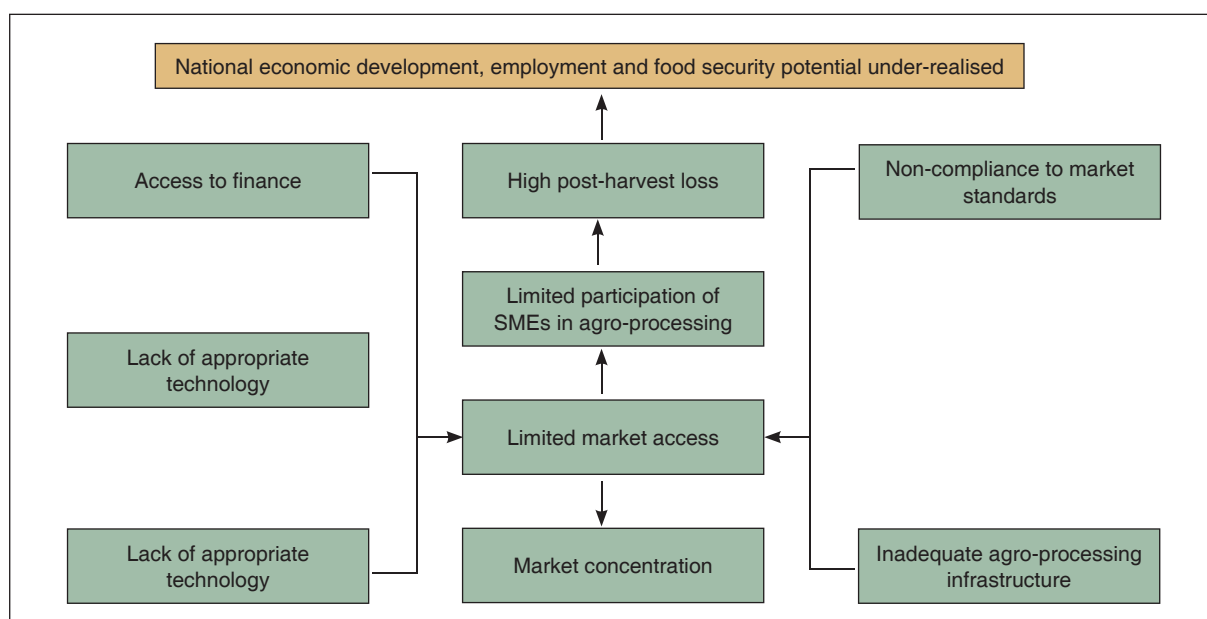 National economic development, employment and food security potential under-realised
Access to finance
High post-harvest loss
Non-compliance to market
standards
Limited participation of
SMEs in agro-processing
Lack of appropriate
technology
Limited market access
Lack of appropriate
technology
Market concentration
Inadequate agro-processing
infrastructure